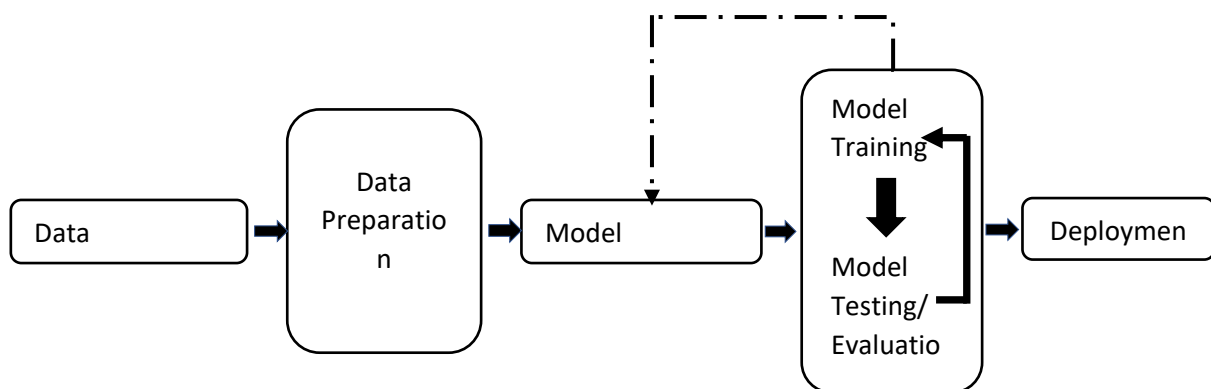 Data
Data
Preparatio
n
Model
Model
Training
Model
Testing/
Evaluatio
Deploymen